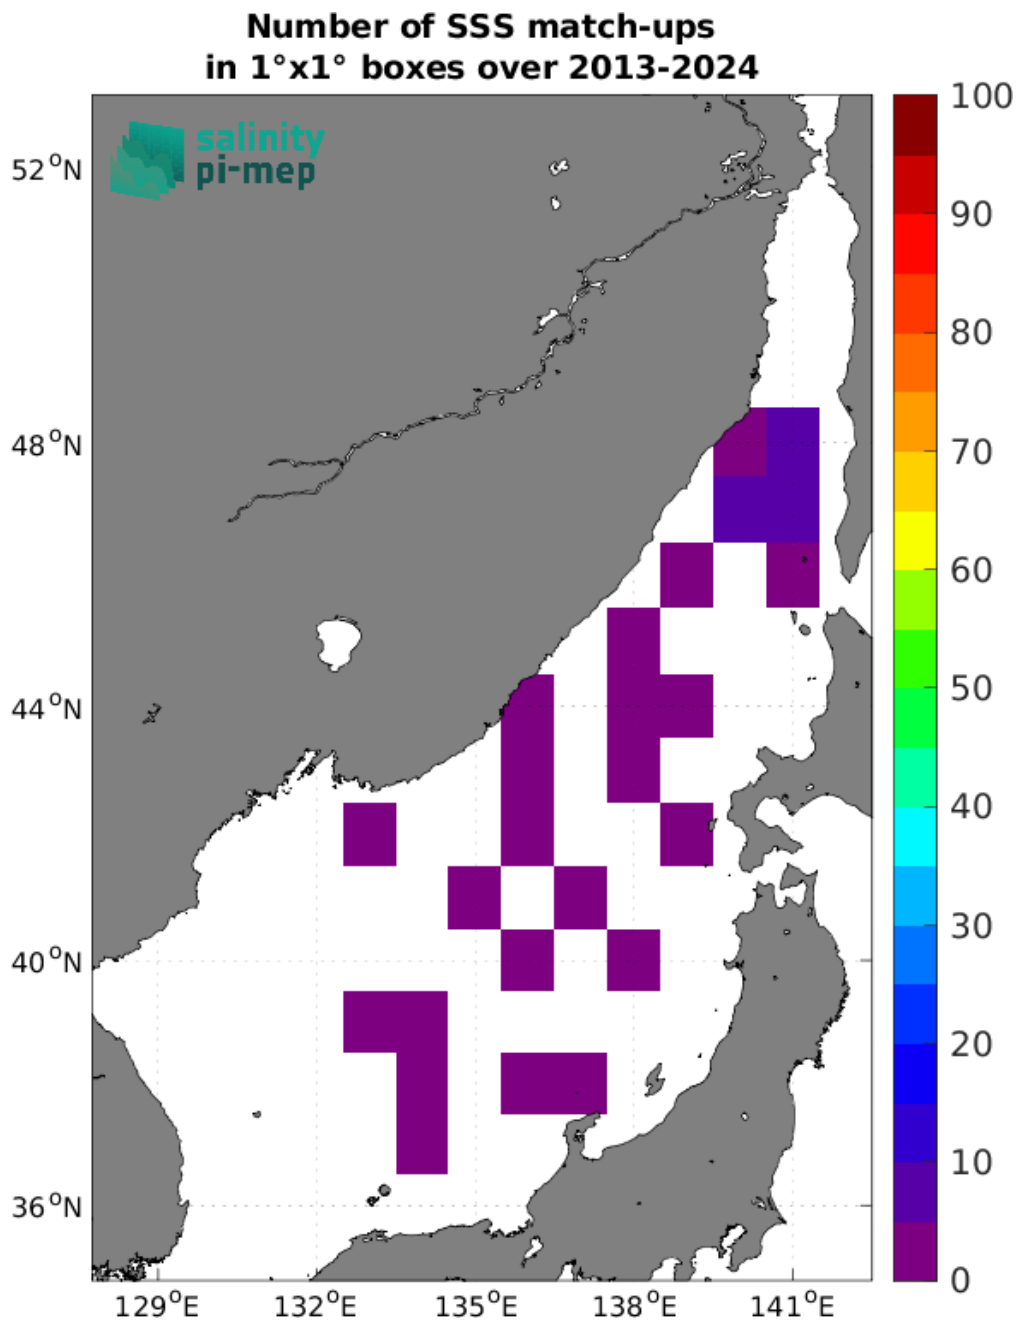 Number of SSS match-ups
in 1°x1° boxes over 2013-2024
salinity
pi-mep
52°N
48°N
44°N
40°N
36°N
129°E 132°E 135°E 138°E 141°E
100
90
80
70
60
50
40
30
20
10
0